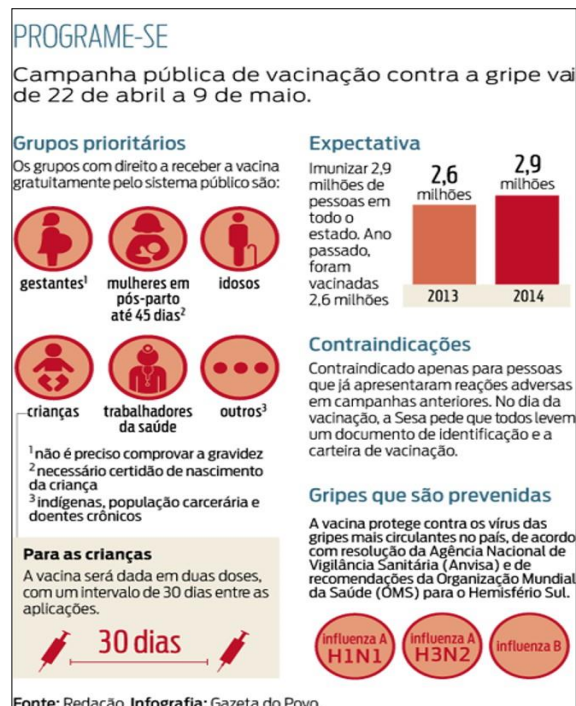 PROGRAME-SE
Campanha pública de vacinação contra a gripe vai
de 22 de abril a 9 de maio.
Grupos prioritários
Os grupos com direito a receber a vacina
gratuitamente pelo sistema público são:
gestantes¹
mulheres em
pós-parto
até 45 dias²
idosos
crianças
trabalhadores
da saúde
outros³
¹ não é preciso comprovar a gravidez
² necessário certidão de nascimento
da criança
³ indígenas, população carcerária e
doentes crônicos
Para as crianças
A vacina será dada em duas doses,
com um intervalo de 30 dias entre as
aplicações.
30 dias
Expectativa
Imunizar 2,9
milhões de
pessoas em
todo o
estado. Ano
passado,
foram
vacinadas
2,6 milhões
2,6
milhões
2,9
milhões
2013
2014
Contraindicações
Contraindicado apenas para pessoas
que já apresentaram reações adversas
em campanhas anteriores. No dia da
vacinação, a Sesa pede que todos levem
um documento de identificação e a
carteira de vacinação.
Gripes que são prevenidas
A vacina protege contra os vírus das
gripes mais circulantes no país, de acordo
com resolução da Agência Nacional de
Vigilância Sanitária (Anvisa) e de
recomendações da Organização Mundial
da Saúde (OMS) para o Hemisfério Sul.
influenza A
H1N1
influenza A
H3N2
influenza B
Fonte: Redação. Infografia: Gazeta do Povo